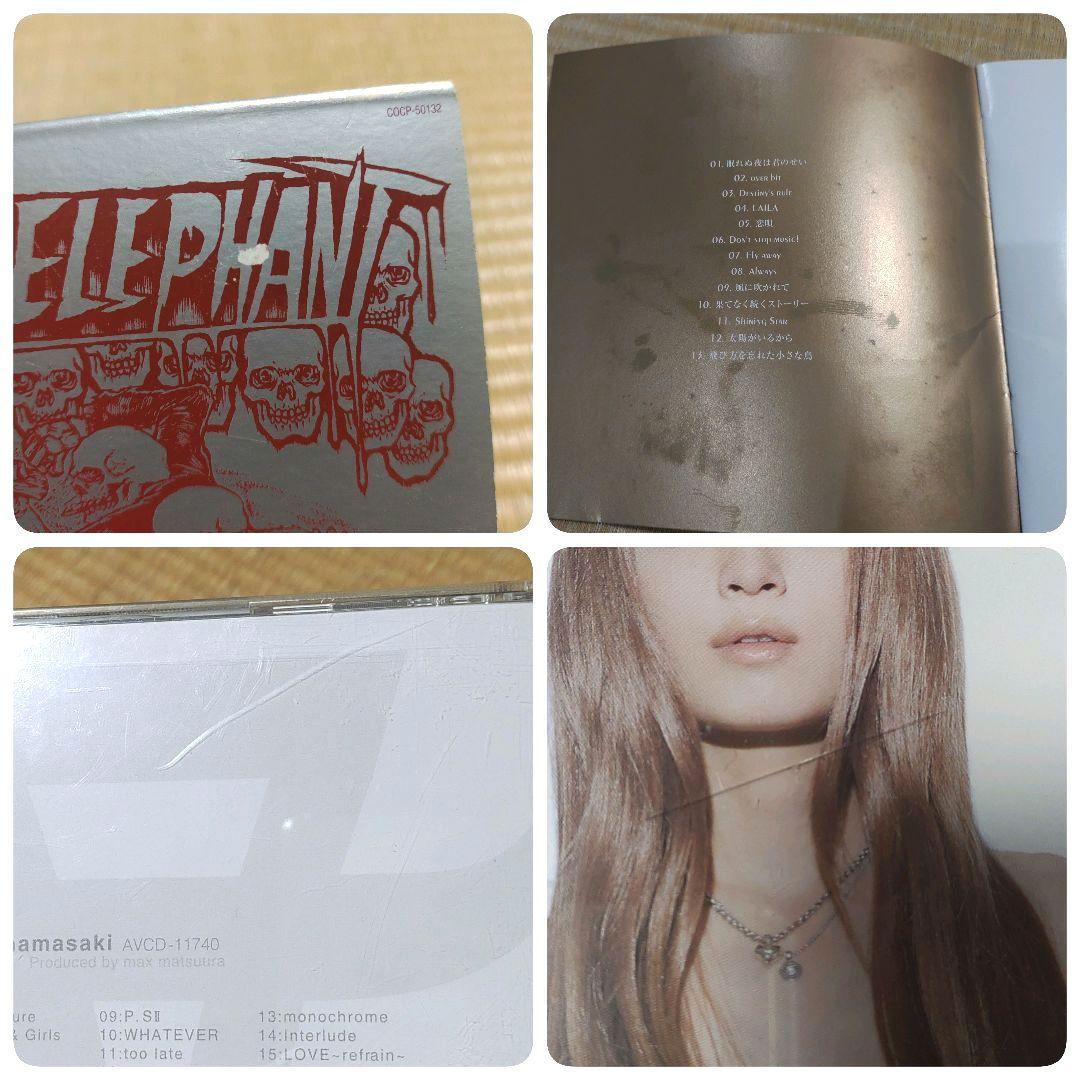 COCP-50132
ELEPHANT
01. 眠れぬ夜は君のせい
02. over bit
03. Destiny's rule
04. LAILA
05. 恋唄
06. Don't stop music!
07. Fly away
08. Always
09. 風に吹かれて
10. 果てなく続くストーリー
11. Shining Star
12. 太陽がいるから
13. 飛び方を忘れた小さな鳥
amasaki AVCD-11740
Produced by max matsuura
ure 09:P.SⅡ 13:monochrome
& Girls 10:WHATEVER 14:Interlude
11:too late 15:LOVE~refrain~